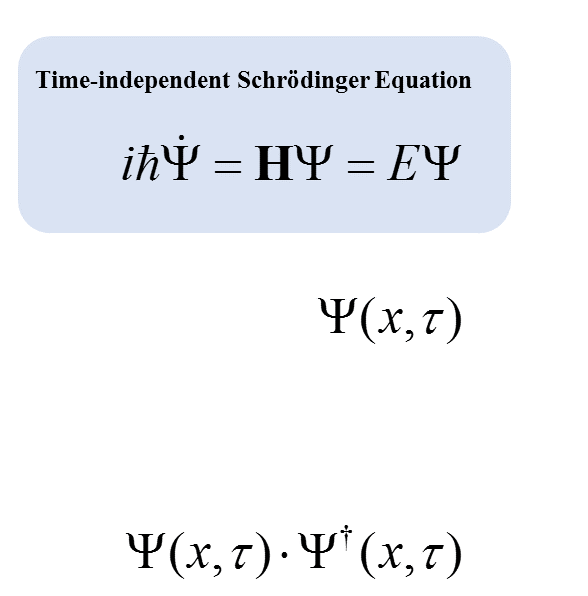 Time-independent Schrödinger Equation
iħΨ̇ = HΨ = EΨ
Ψ(x,τ)
Ψ(x,τ)·Ψ†(x,τ)